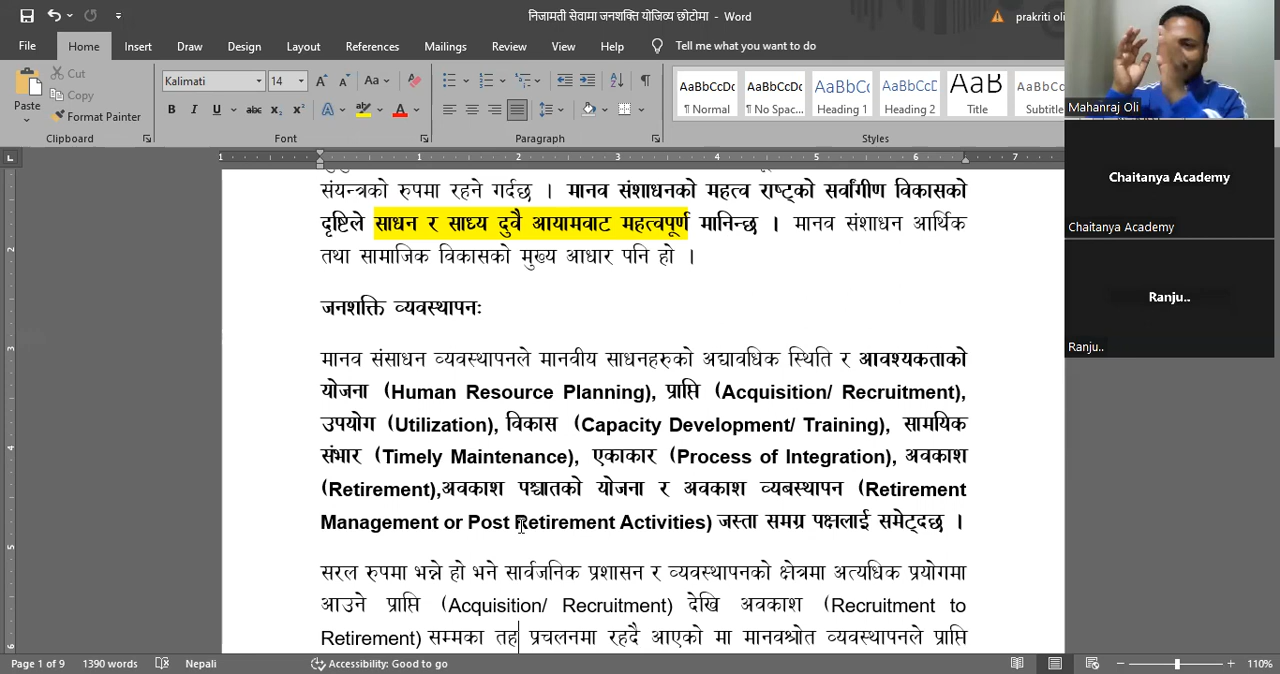 निजामती सेवामा जनशक्ति योजिव्य छोटोमा - Word
prakriti oli
File Home Insert Draw Design Layout References Mailings Review View Help Tell me what you want to do
Paste
Cut
Copy
Format Painter
Clipboard
Kalimati 14
Font
Paragraph
AaBbCcDc AaBbCcDc AaBbCc AaBbCcD AaB AaBbCcD
¶ Normal ¶ No Spac... Heading 1 Heading 2 Title Subtitle
Styles
Mahanraj Oli
Chaitanya Academy
Chaitanya Academy
Ranju..
Ranju..
संयन्त्रको रुपमा रहने गर्दछ । मानव संशाधनको महत्व राष्ट्को सर्वांगीण विकासको
दृष्टिले साधन र साध्य दुवै आयामवाट महत्वपूर्ण मानिन्छ । मानव संशाधन आर्थिक
तथा सामाजिक विकासको मुख्य आधार पनि हो ।
जनशक्ति व्यवस्थापनः
मानव संसाधन व्यवस्थापनले मानवीय साधनहरुको अद्यावधिक स्थिति र आवश्यकताको
योजना (Human Resource Planning), प्राप्ति (Acquisition/ Recruitment),
उपयोग (Utilization), विकास (Capacity Development/ Training), सामयिक
संभार (Timely Maintenance), एकाकार (Process of Integration), अवकाश
(Retirement),अवकाश पश्चातको योजना र अवकाश व्यबस्थापन (Retirement
Management or Post Retirement Activities) जस्ता समग्र पक्षलाई समेट्दछ ।
सरल रुपमा भन्ने हो भने सार्वजनिक प्रशासन र व्यवस्थापनको क्षेत्रमा अत्यधिक प्रयोगमा
आउने प्राप्ति (Acquisition/ Recruitment) देखि अवकाश (Recruitment to
Retirement) सम्मका तह प्रचलनमा रहदै आएको मा मानवश्रोत व्यवस्थापनले प्राप्ति
Page 1 of 9 1390 words Nepali Accessibility: Good to go 110%